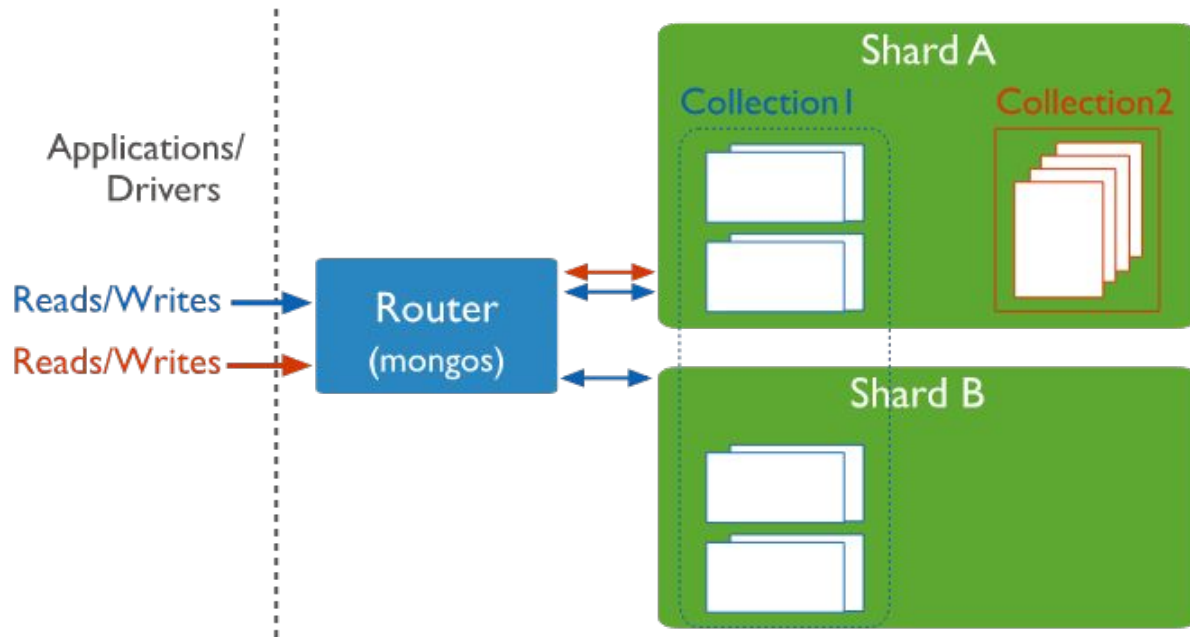 Applications/
Drivers
Reads/Writes
Reads/Writes
Router
(mongos)
Shard A
Collection1
Collection2
Shard B